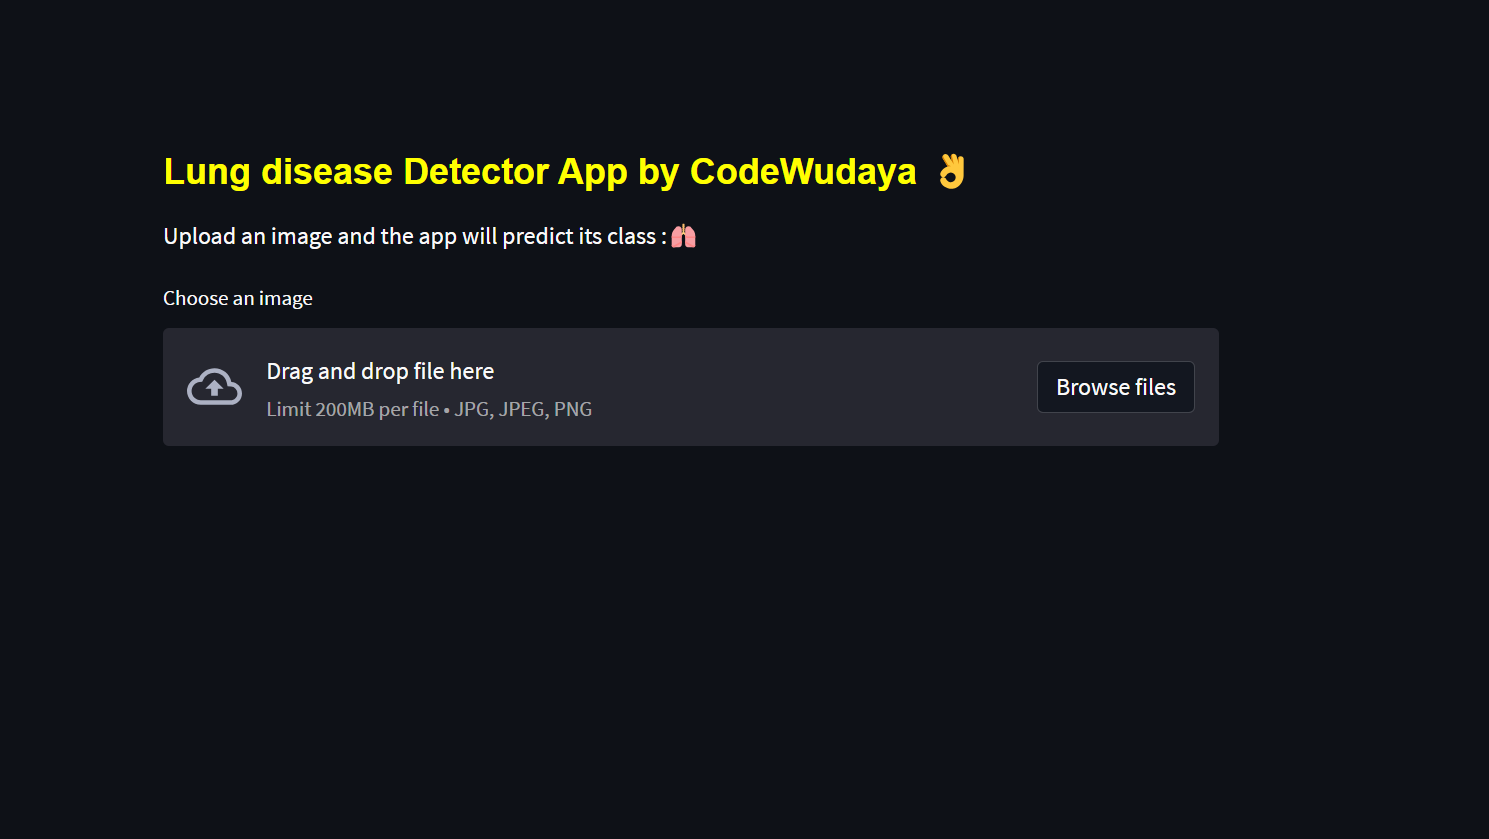 Lung disease Detector App by CodeWudaya 👌
Upload an image and the app will predict its class : 🫁
Choose an image
Drag and drop file here
Limit 200MB per file • JPG, JPEG, PNG
Browse files